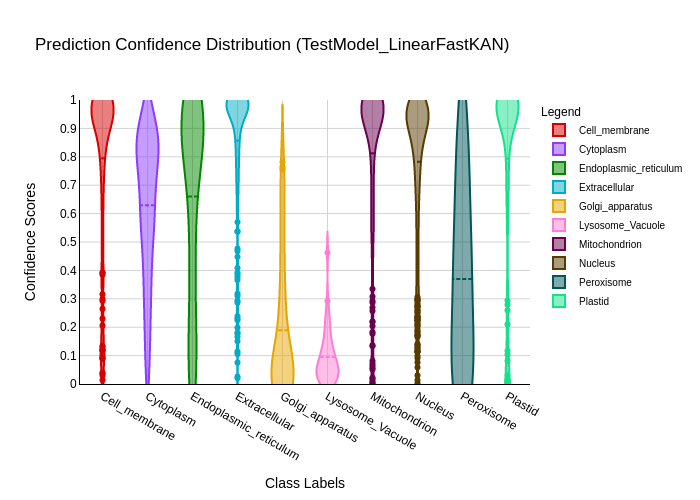 Prediction Confidence Distribution (TestModel_LinearFastKAN)
Legend
Cell_membrane
Cytoplasm
Endoplasmic_reticulum
Extracellular
Golgi_apparatus
Lysosome_Vacuole
Mitochondrion
Nucleus
Peroxisome
Plastid
Confidence Scores
1
0.9
0.8
0.7
0.6
0.5
0.4
0.3
0.2
0.1
0
Cell_membrane
Cytoplasm
Endoplasmic_reticulum
Extracellular
Golgi_apparatus
Lysosome_Vacuole
Mitochondrion
Nucleus
Peroxisome
Plastid
Class Labels